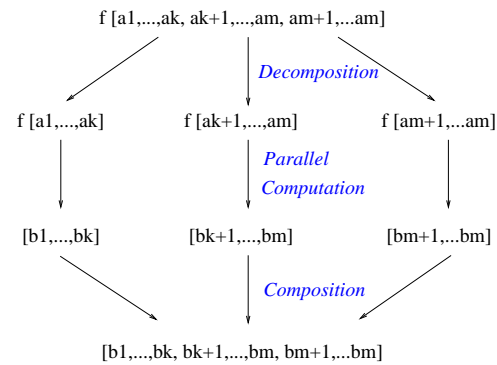 f [a1,...,ak, ak+1,...,am, am+1,...am]
Decomposition
f [a1,...,ak] f [ak+1,...,am] f [am+1,...am]
Parallel
Computation
[b1,...,bk] [bk+1,...,bm] [bm+1,...bm]
Composition
[b1,...,bk, bk+1,...,bm, bm+1,...bm]